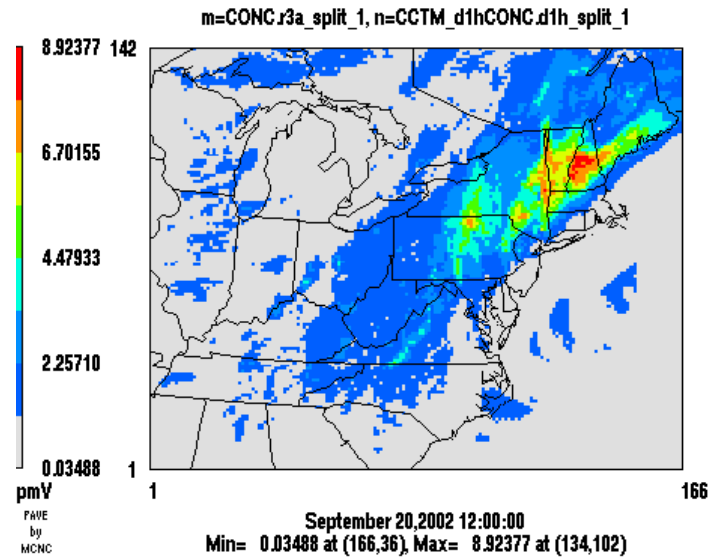 m=CONC.r3a_split_1, n=CCTM_d1hCONC.d1h_split_1
8.92377
6.70155
4.47933
2.25710
0.03488
pmV
PAVE
by
MCNC
142
1
1
166
September 20,2002 12:00:00
Min= 0.03488 at (166,36), Max= 8.92377 at (134,102)